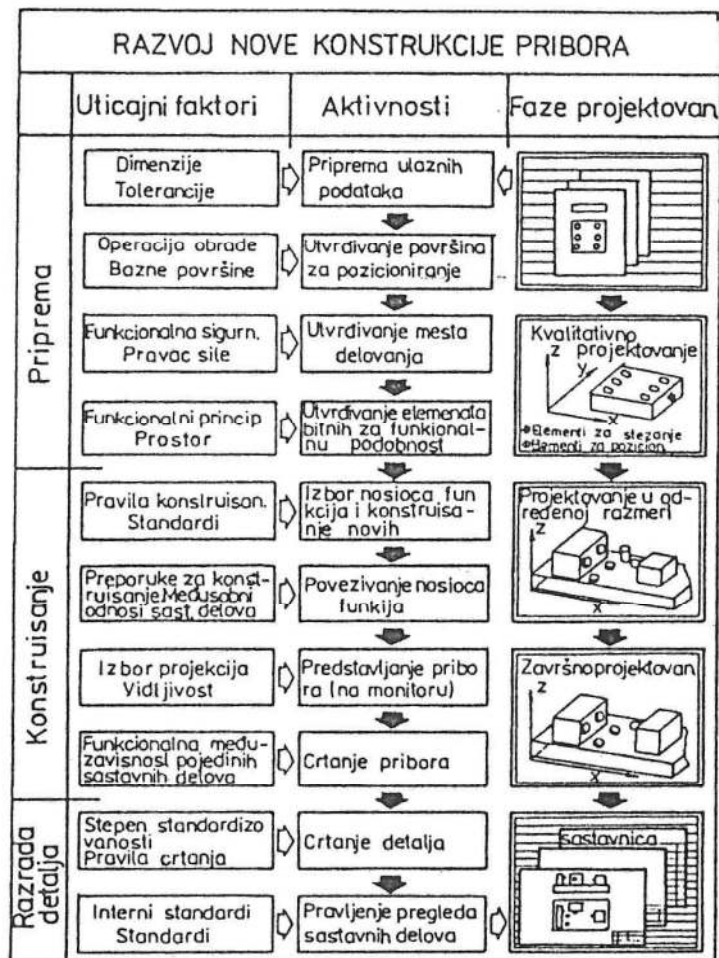 RAZVOJ NOVE KONSTRUKCIJE PRIBORA
Uticajni faktori
Aktivnosti
Faze projektovan
Priprema
Dimenzije
Tolerancije
Priprema ulaznih
podataka
Operacija obrade
Bazne površine
Utvrđivanje površina
za pozicioniranje
Funkcionalna sigurn.
Pravac sile
Utvrđivanje mesta
delovanja
Kvalitativno
projektovanje
z
y
x
Elementi za stezanje
Elementi za pozicion.
Funkcionalni princip
Prostor
Utvrđivanje elemenata
bitnih za funkcional-
nu podobnost
Konstruisanje
Pravila konstruisan.
Standardi
Izbor nosioca fun
kcija i konstruisa-
nje novih
Projektovanje u od-
ređenoj razmeri
z
x
Preporuke za konst-
ruisanje.Međusobni
odnosi sast. delova
Povezivanje nosioca
funkija
Izbor projekcija
Vidljivost
Predstavljanje pribo
ra (na monitoru)
Završnoprojektovan
z
x
Funkcionalna među-
zavisnost pojedinih
sastavnih delova
Crtanje pribora
Razrada
detalja
Stepen standardizo
vanosti
Pravila crtanja
Crtanje detalja
sastavnica
Interni standardi
Standardi
Pravljenje pregleda
sastavnih delova